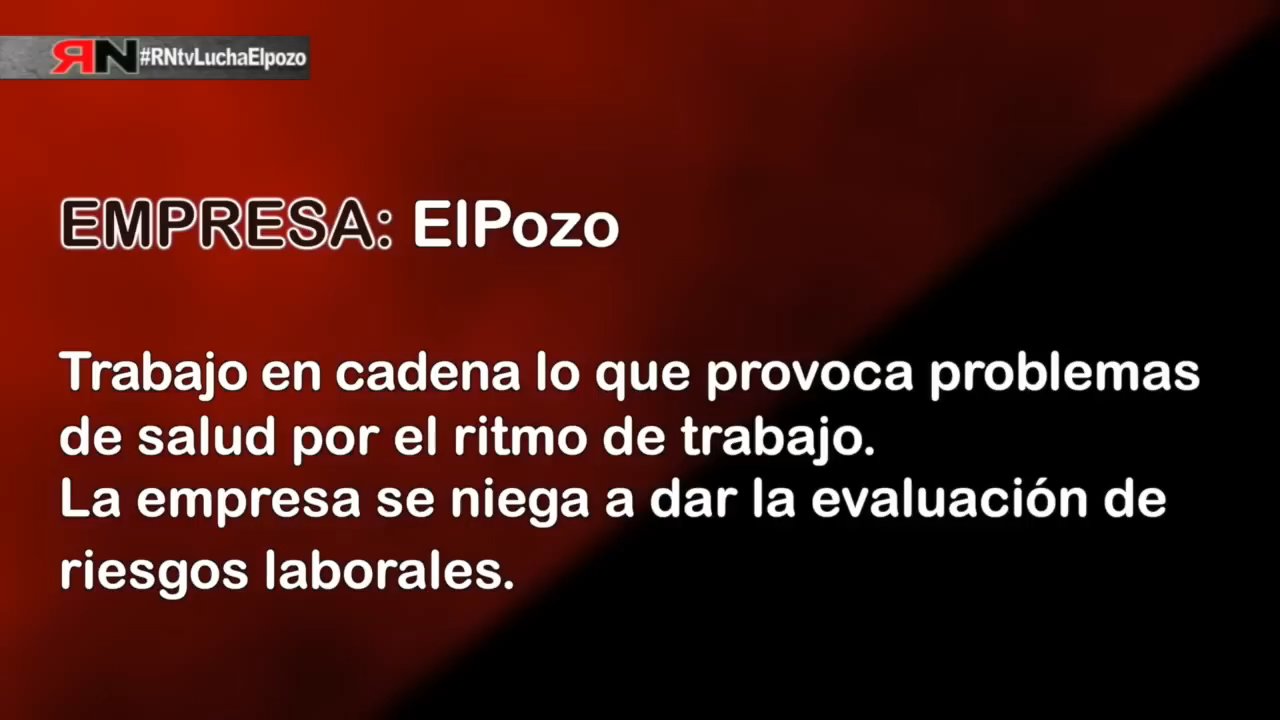 RN #RNtvLuchaElpozo
EMPRESA: ElPozo
Trabajo en cadena lo que provoca problemas
de salud por el ritmo de trabajo.
La empresa se niega a dar la evaluación de
riesgos laborales.